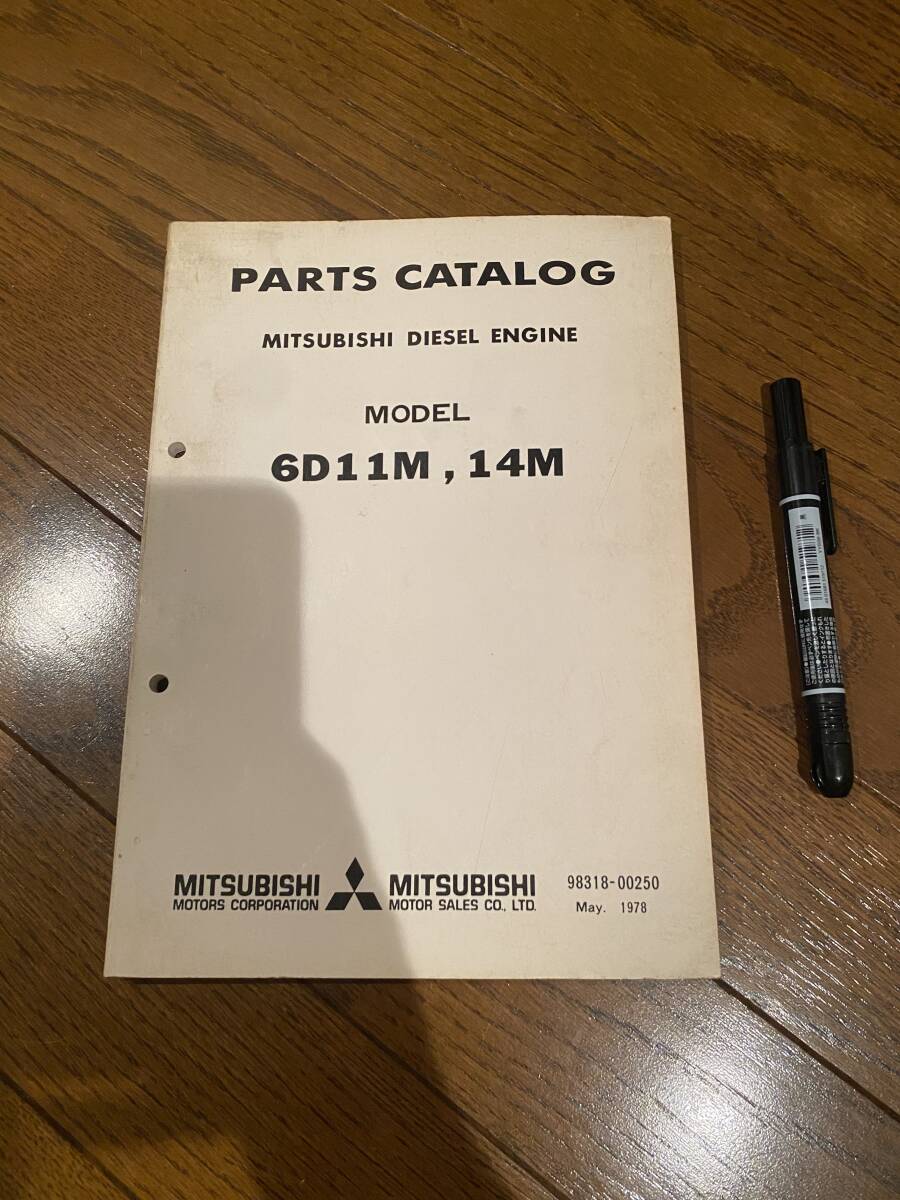 PARTS CATALOG
MITSUBISHI DIESEL ENGINE
MODEL
6D11M , 14M
MITSUBISHI
MOTORS CORPORATION
MITSUBISHI
MOTOR SALES CO., LTD.
98318-00250
May. 1978